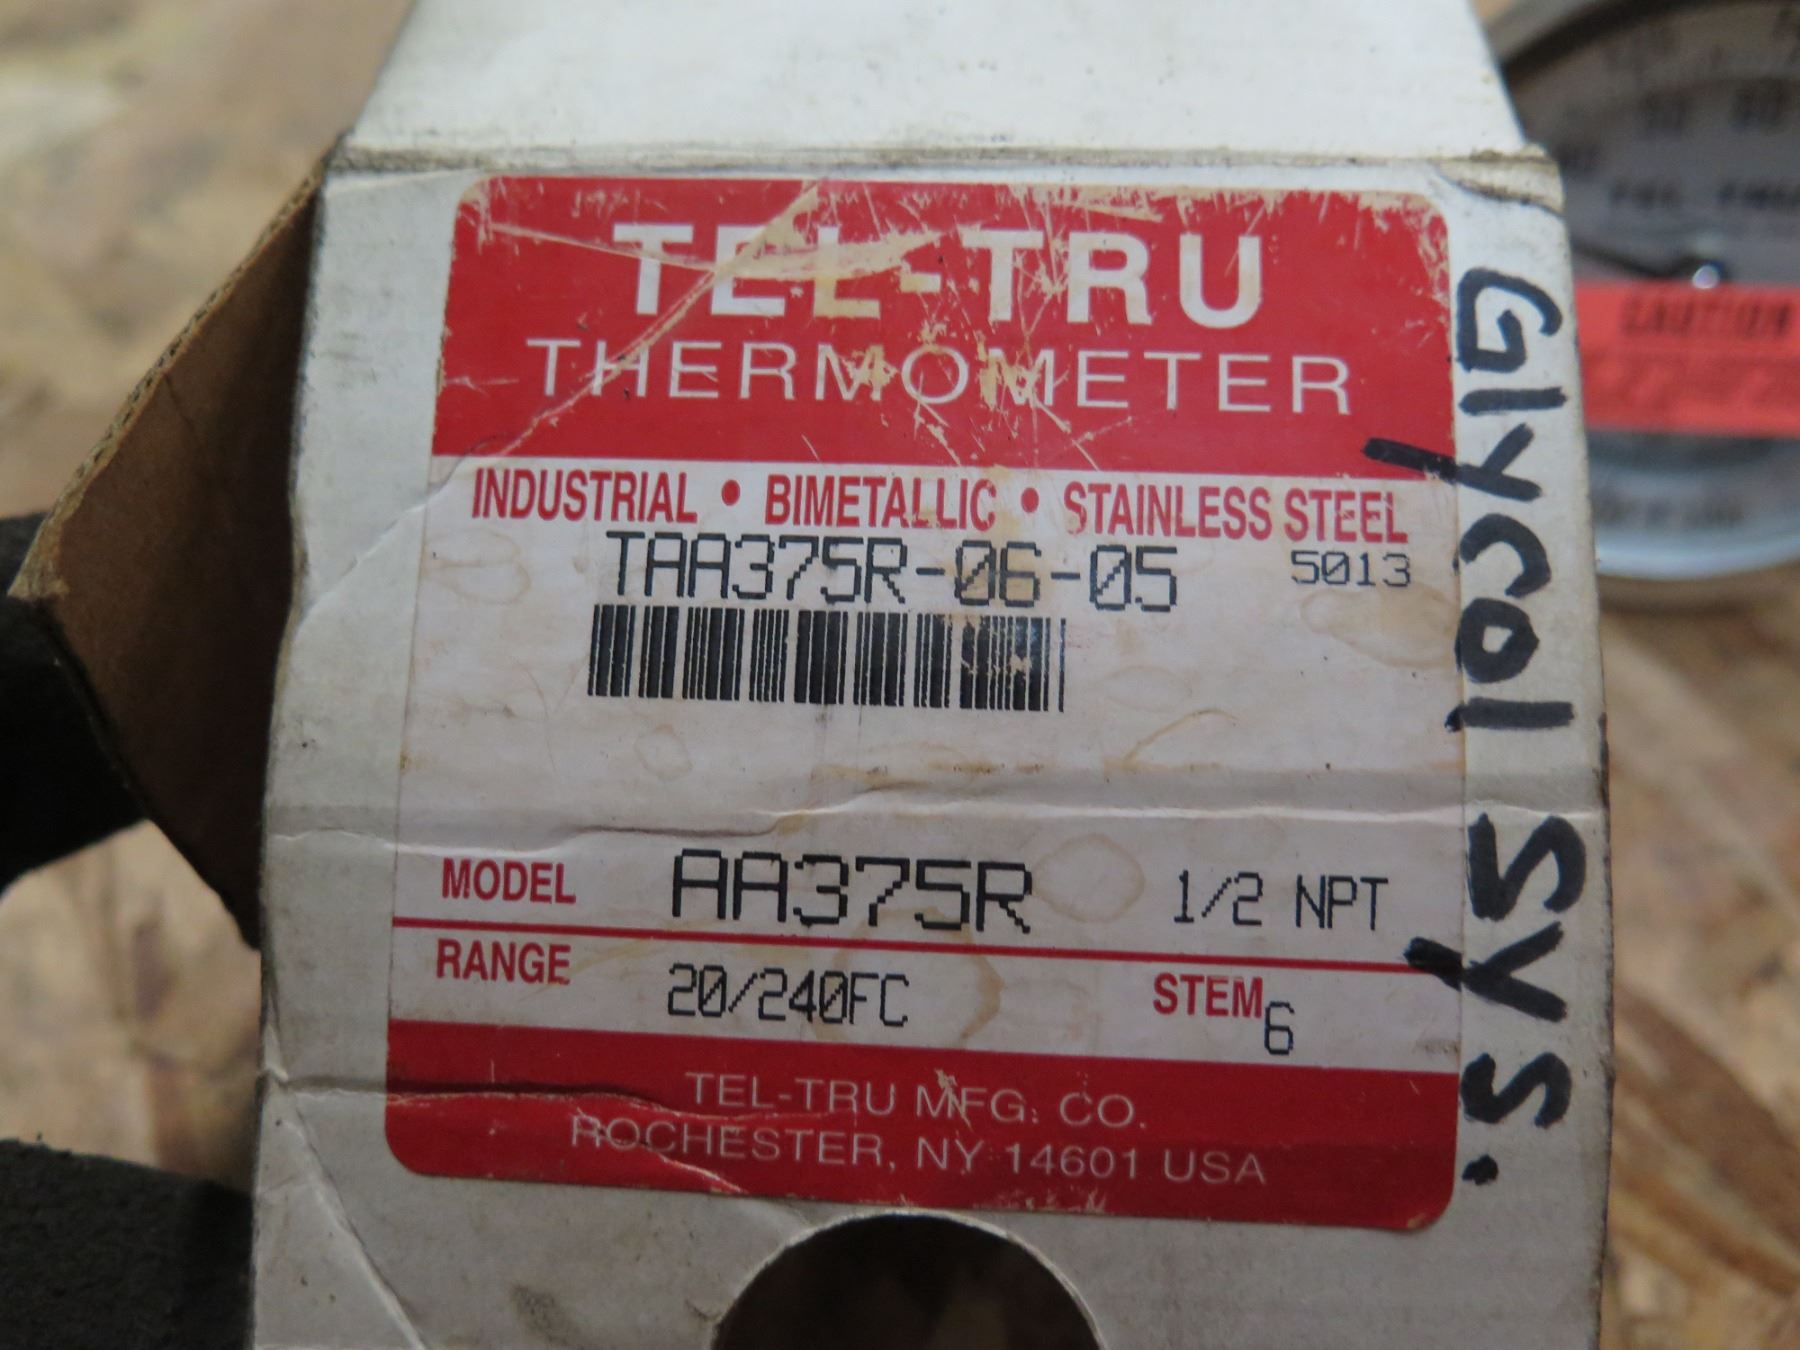 TEL-TRU
THERMOMETER
INDUSTRIAL • BIMETALLIC • STAINLESS STEEL
TAA375R-06-05 5013
MODEL AA375R 1/2 NPT
RANGE 20/240FC STEM 6
TEL-TRU MFG. CO.
ROCHESTER, NY 14601 USA
Glycol SYS.
CAUTION